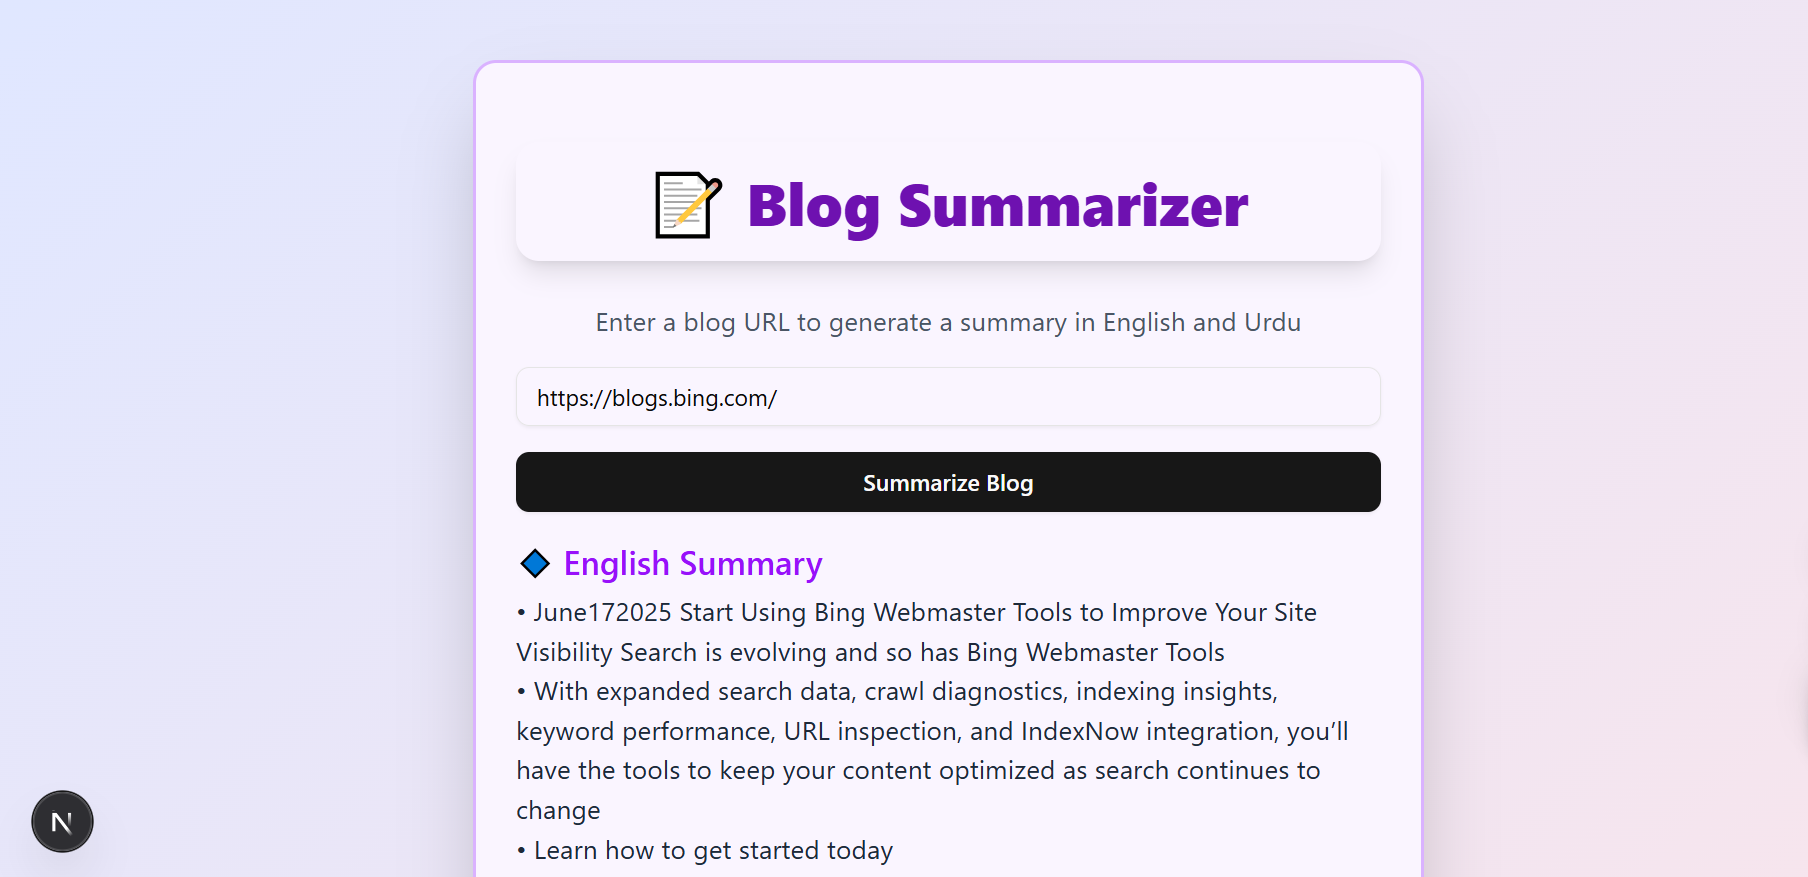 Blog Summarizer
Enter a blog URL to generate a summary in English and Urdu
https://blogs.bing.com/
Summarize Blog
English Summary
• June172025 Start Using Bing Webmaster Tools to Improve Your Site
Visibility Search is evolving and so has Bing Webmaster Tools
• With expanded search data, crawl diagnostics, indexing insights,
keyword performance, URL inspection, and IndexNow integration, you’ll
have the tools to keep your content optimized as search continues to
change
• Learn how to get started today
N